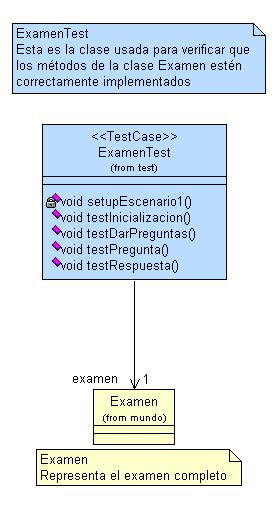 ExamenTest
Esta es la clase usada para verificar que
los métodos de la clase Examen estén
correctamente implementados
<<TestCase>>
ExamenTest
(from test)
void setupEscenario1()
void testInicializacion()
void testDarPreguntas()
void testPregunta()
void testRespuesta()
examen 1
Examen
(from mundo)
Examen
Representa el examen completo